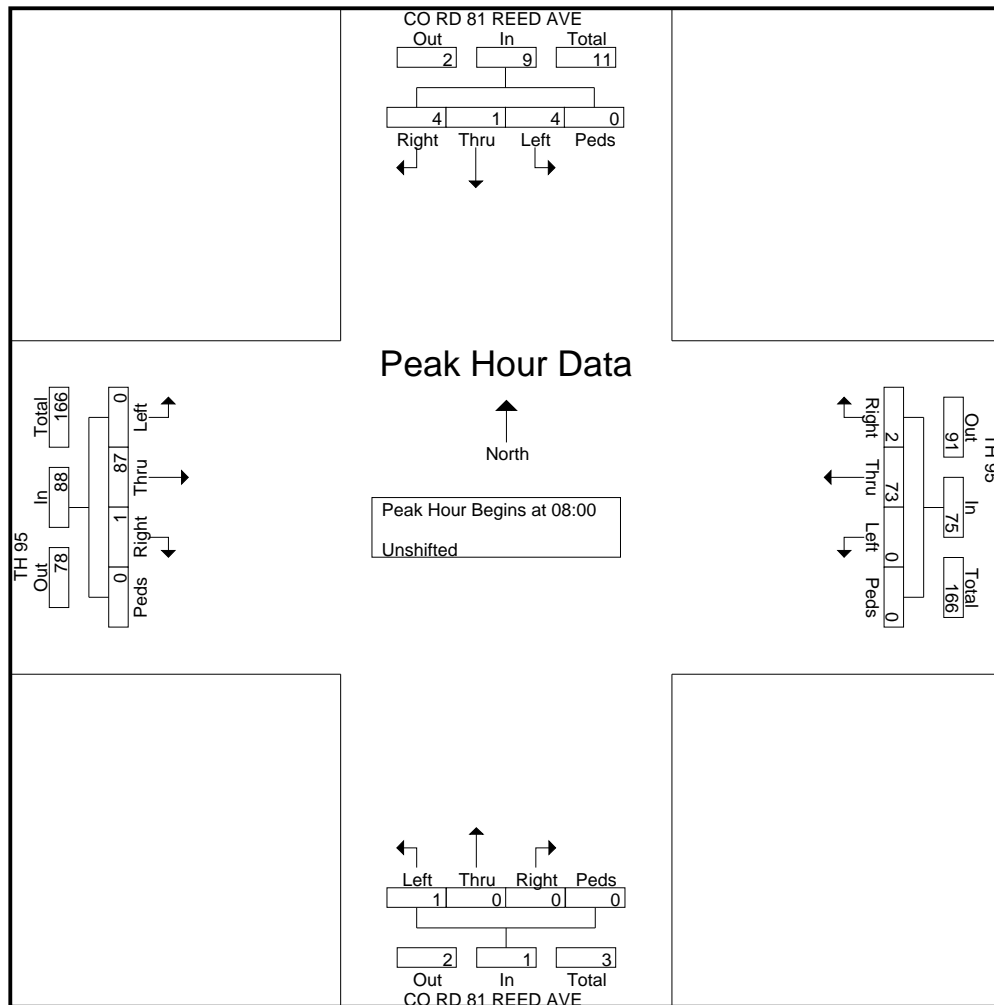 CO RD 81 REED AVE
Out In Total
2 9 11
4 1 4 0
Right Thru Left Peds
Peak Hour Data
North
Peak Hour Begins at 08:00
Unshifted
TH 95
Out In Total
78 88 166
Left Thru Right Peds
0 87 1 0
TH 95
Out In Total
91 75 166
Right Thru Left Peds
2 73 0 0
Left Thru Right Peds
1 0 0 0
2 1 3
Out In Total
CO RD 81 REED AVE